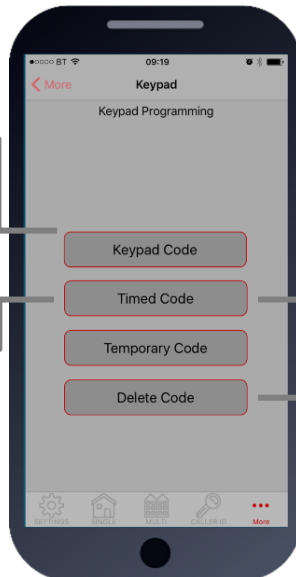 ●○○○○ BT 09:19
More Keypad
Keypad Programming
Keypad Code
Timed Code
Temporary Code
Delete Code
SETTINGS SINGLE MULTI CALLER ID More